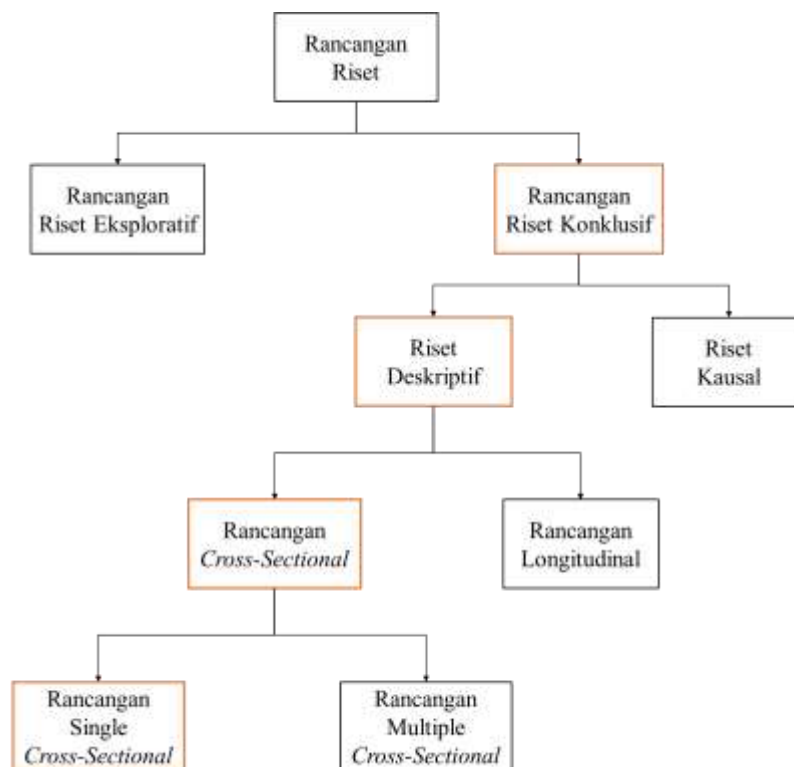 Rancangan
Riset
Rancangan
Riset Eksploratif
Rancangan
Riset Konklusif
Riset
Deskriptif
Riset
Kausal
Rancangan
Cross-Sectional
Rancangan
Longitudinal
Rancangan
Single
Cross-Sectional
Rancangan
Multiple
Cross-Sectional